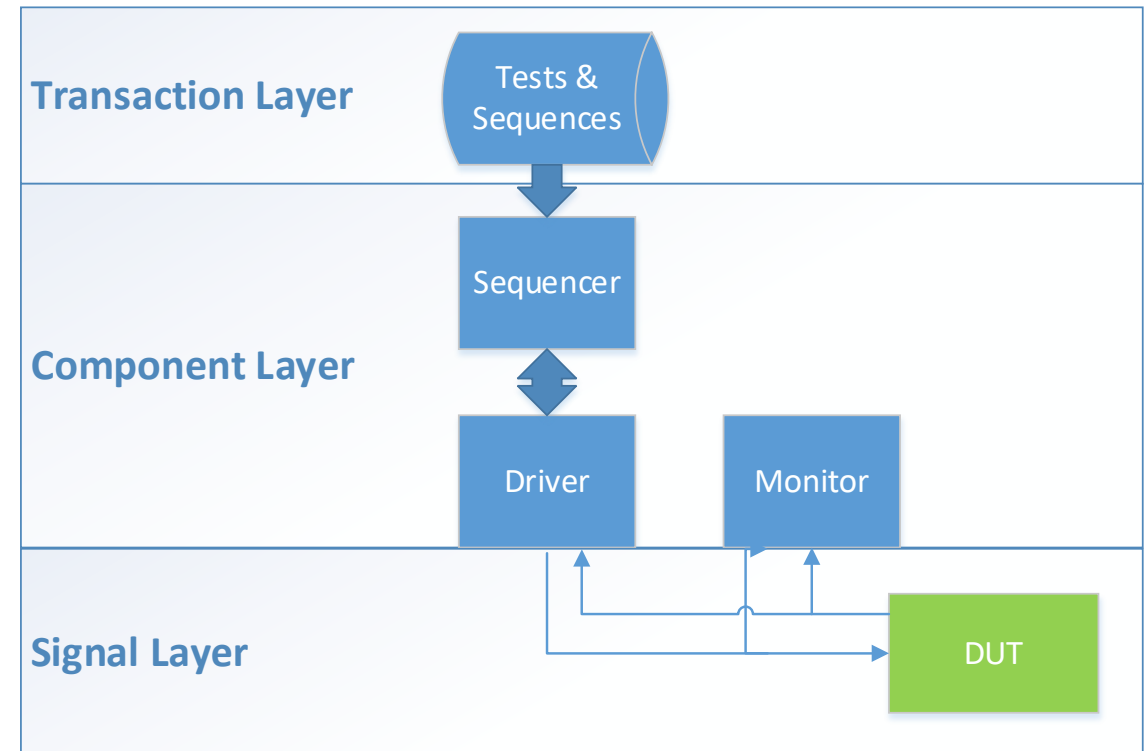 Transaction Layer
Tests &
Sequences
Sequencer
Component Layer
Driver
Monitor
Signal Layer
DUT